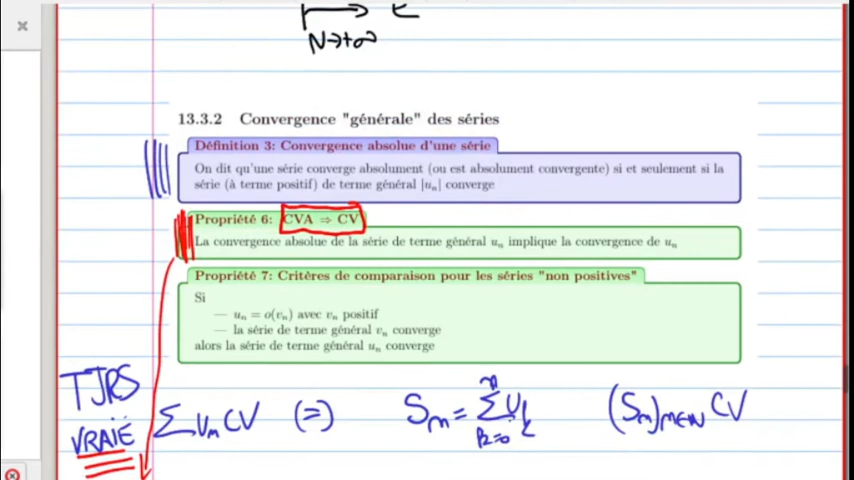 N→+∞
13.3.2 Convergence "générale" des séries
Définition 3: Convergence absolue d'une série
On dit qu'une série converge absolument (ou est absolument convergente) si et seulement si la
série (à terme positif) de terme général |uₙ| converge
Propriété 6: CVA ⇒ CV
La convergence absolue de la série de terme général uₙ implique la convergence de uₙ
Propriété 7: Critères de comparaison pour les séries "non positives"
Si
— uₙ = o(vₙ) avec vₙ positif
— la série de terme général vₙ converge
alors la série de terme général uₙ converge
TJRS
VRAIE
∑ uₙ CV (=) Sₙ = ∑ₖ₌₀ⁿ uₖ (Sₙ)ₙ∈ℕ CV